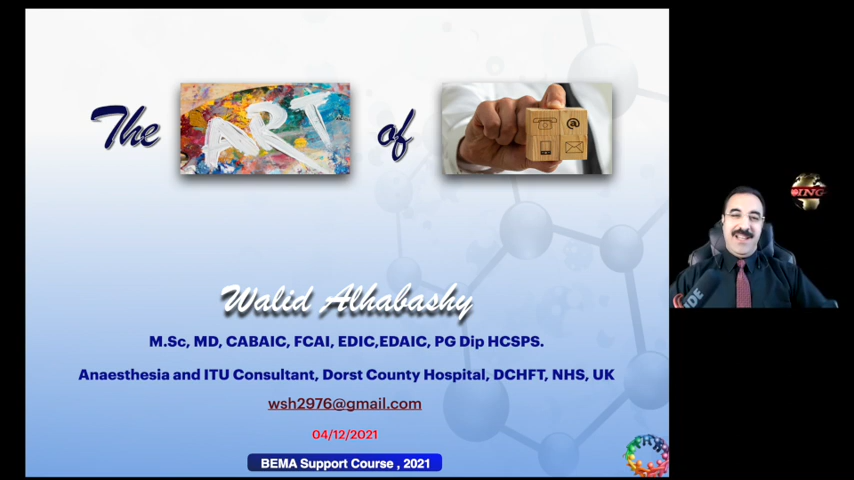 The ART of
@
ING
Walid Alhabashy
M.Sc, MD, CABAIC, FCAI, EDIC,EDAIC, PG Dip HCSPS.
Anaesthesia and ITU Consultant, Dorst County Hospital, DCHFT, NHS, UK
wsh2976@gmail.com
04/12/2021
BEMA Support Course , 2021